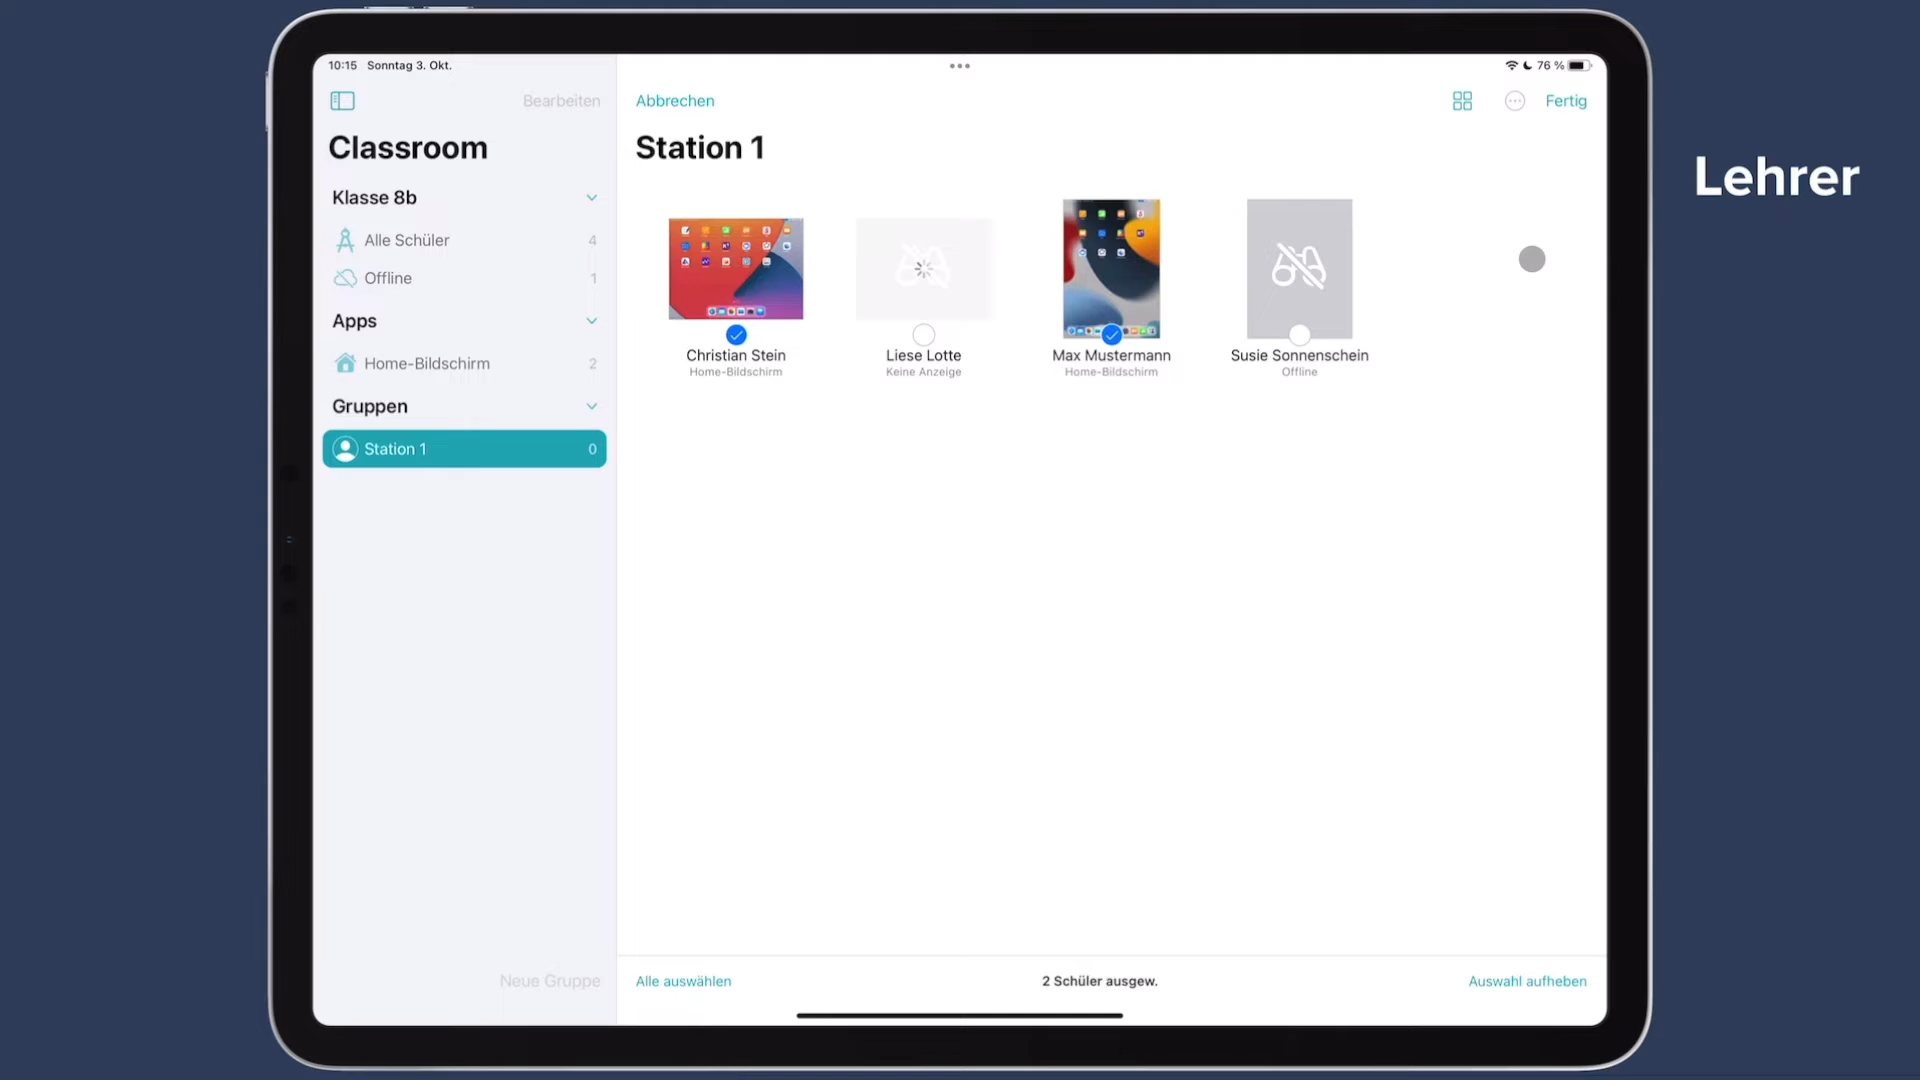 10:15 Sonntag 3. Okt.
76 %
Bearbeiten
Abbrechen
Fertig
Classroom
Station 1
Lehrer
Klasse 8b
Alle Schüler 4
Offline 1
Apps
Home-Bildschirm 2
Gruppen
Station 1 0
Christian Stein
Home-Bildschirm
Liese Lotte
Keine Anzeige
Max Mustermann
Home-Bildschirm
Susie Sonnenschein
Offline
Neue Gruppe
Alle auswählen
2 Schüler ausgew.
Auswahl aufheben